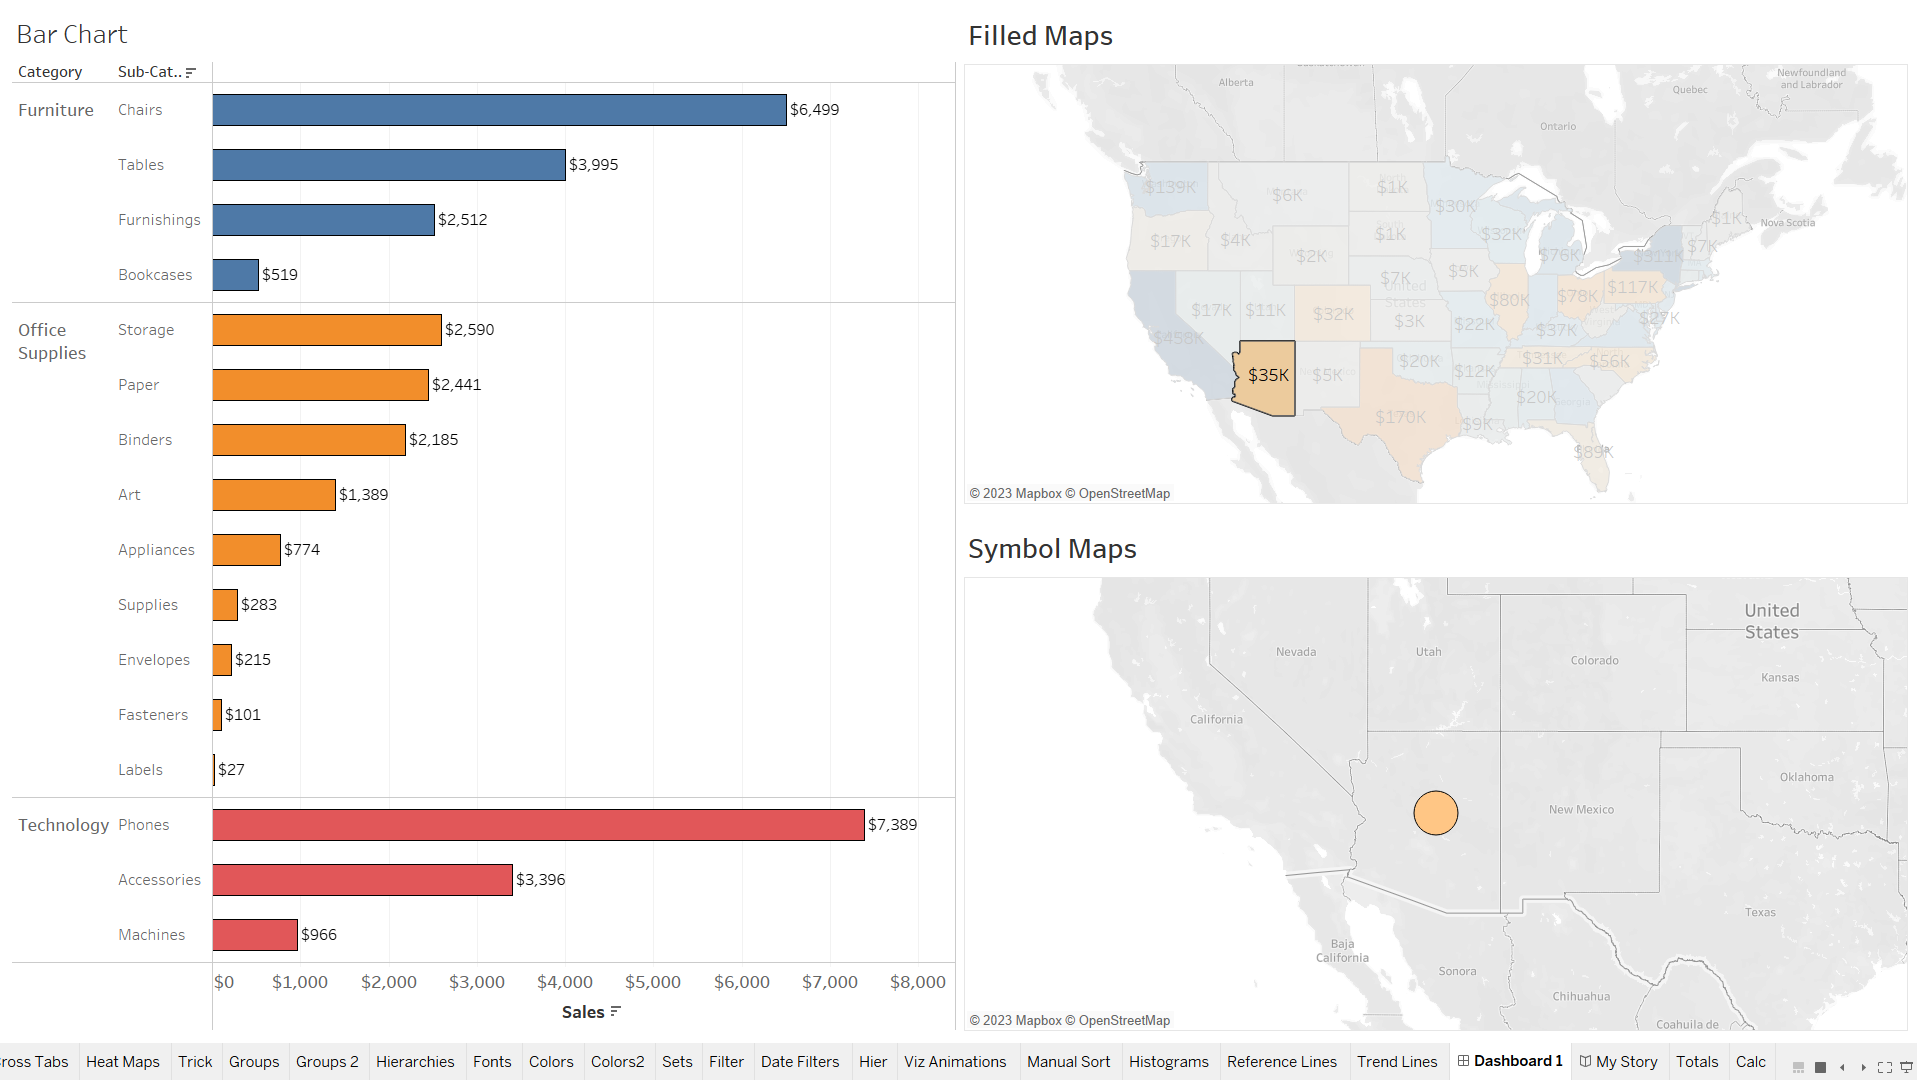 Bar Chart
Category Sub-Cat..
Furniture Chairs $6,499
Tables $3,995
Furnishings $2,512
Bookcases $519
Office
Supplies
Storage $2,590
Paper $2,441
Binders $2,185
Art $1,389
Appliances $774
Supplies $283
Envelopes $215
Fasteners $101
Labels $27
Technology Phones $7,389
Accessories $3,396
Machines $966
$0 $1,000 $2,000 $3,000 $4,000 $5,000 $6,000 $7,000 $8,000
Sales
Filled Maps
Alberta
Quebec
Newfoundland
and Labrador
Ontario
Nova Scotia
$139K $6K $1K $30K $1K
$17K $4K $1K $32K $7K
$2K $76K $311K
$7K $5K
United
States
$80K $78K $117K
$17K $11K $32K $3K $22K $37K $27K
$458K $20K $31K $56K
$35K $5K $12K
$170K $20K
$9K
$89K
© 2023 Mapbox © OpenStreetMap
Symbol Maps
United
States
Nevada Utah Colorado Kansas
California
Oklahoma
New Mexico
Texas
Baja
California
Sonora
Chihuahua
Coahuila de
© 2023 Mapbox © OpenStreetMap
ross Tabs Heat Maps Trick Groups Groups 2 Hierarchies Fonts Colors Colors2 Sets Filter Date Filters Hier Viz Animations Manual Sort Histograms Reference Lines Trend Lines Dashboard 1 My Story Totals Calc